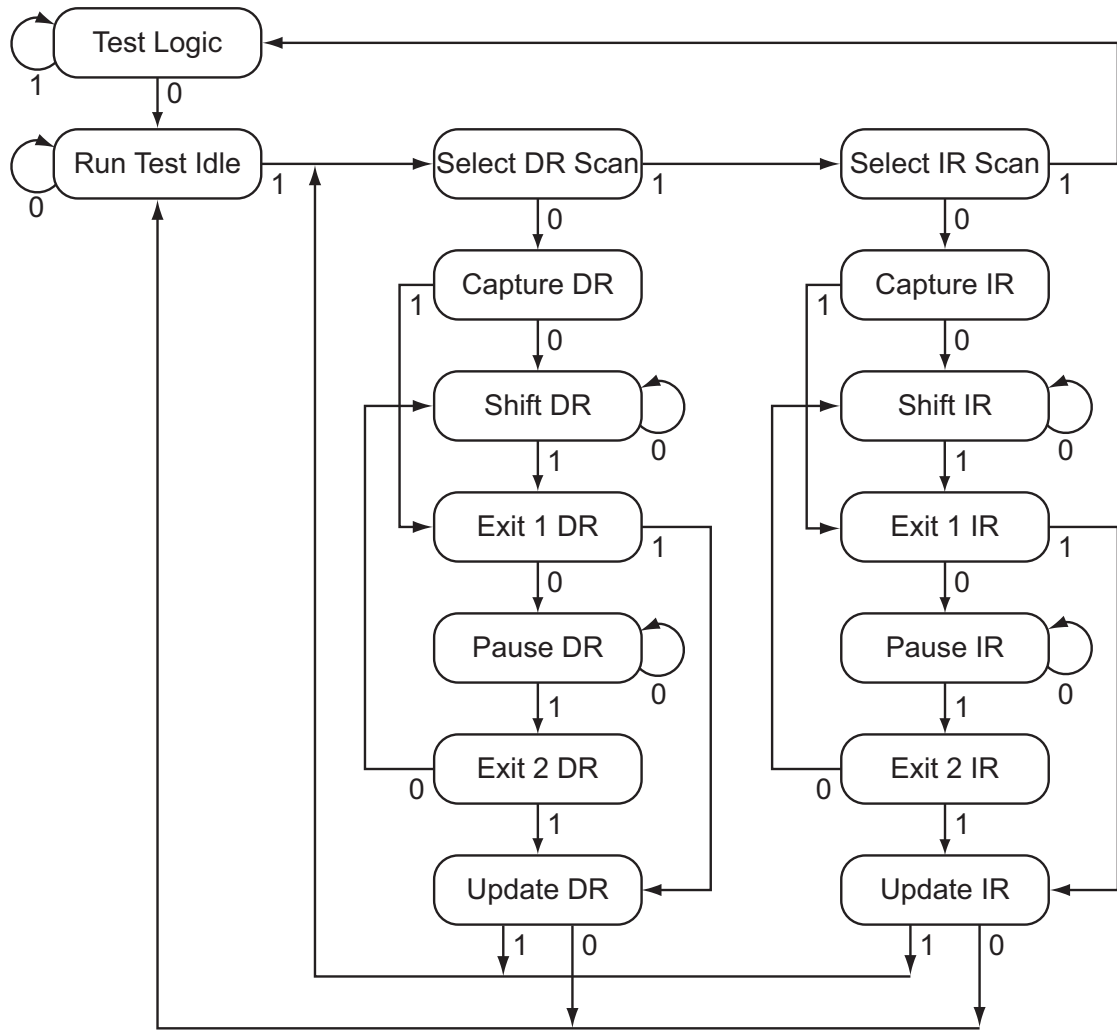 Test Logic
1
0
Run Test Idle
0
1
Select DR Scan
1
0
Select IR Scan
1
0
Capture DR
1
0
Capture IR
1
0
Shift DR
0
1
Shift IR
0
1
Exit 1 DR
1
0
Exit 1 IR
1
0
Pause DR
0
1
Pause IR
0
1
Exit 2 DR
0
1
Exit 2 IR
0
1
Update DR
1
0
Update IR
1
0